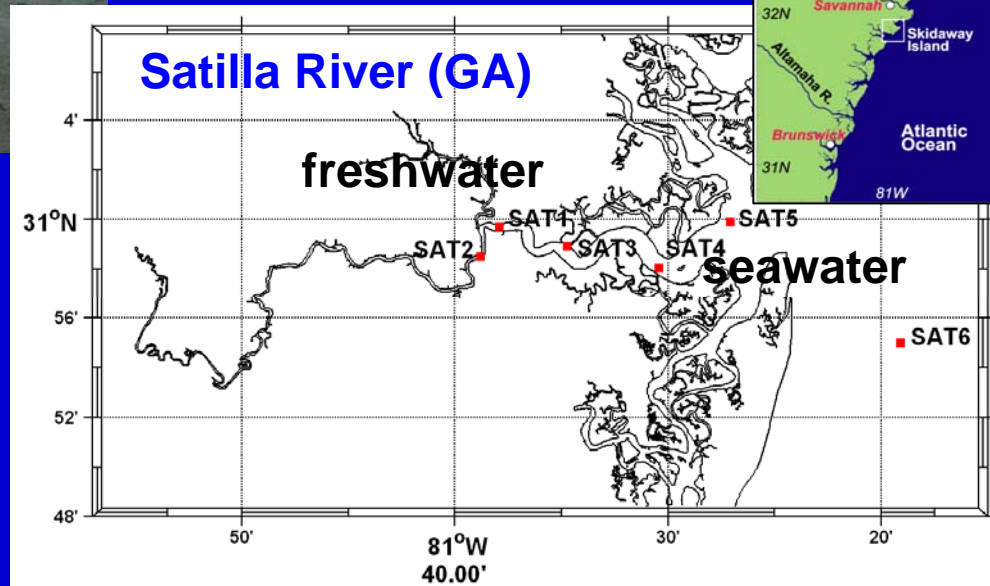 Satilla River (GA)
freshwater
seawater
SAT1
SAT2
SAT3
SAT4
SAT5
SAT6
4'
31°N
56'
52'
48'
50'
81°W
40.00'
30'
20'
32N
Savannah
Skidaway
Island
Altamaha R.
Brunswick
31N
Atlantic
Ocean
81W